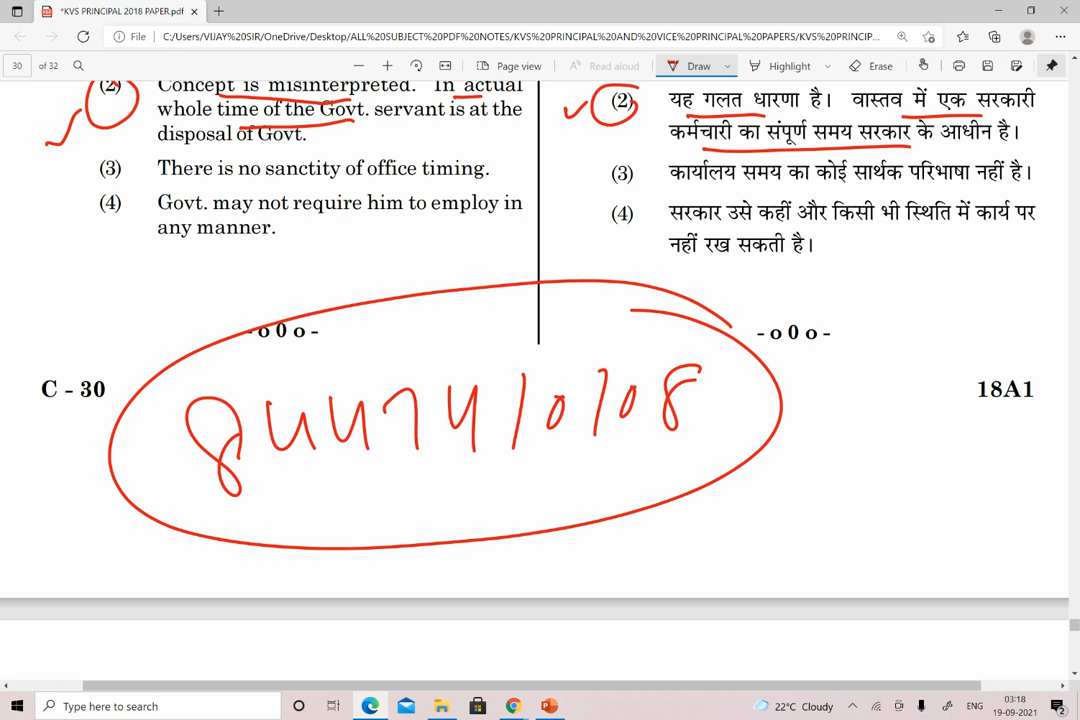 *KVS PRINCIPAL 2018 PAPER.pdf
File
C:/Users/VIJAY%20SIR/OneDrive/Desktop/ALL%20SUBJECT%20PDF%20NOTES/KVS%20PRINCIPAL%20AND%20VICE%20PRINCIPAL%20PAPERS/KVS%20PRINCIP...
30 of 32
Page view
Read aloud
Draw
Highlight
Erase
(2) Concept is misinterpreted. In actual
whole time of the Govt. servant is at the
disposal of Govt.
(3) There is no sanctity of office timing.
(4) Govt. may not require him to employ in
any manner.
- o 0 o -
(2) यह गलत धारणा है। वास्तव में एक सरकारी
कर्मचारी का संपूर्ण समय सरकार के आधीन है।
(3) कार्यालय समय का कोई सार्थक परिभाषा नहीं है।
(4) सरकार उसे कहीं और किसी भी स्थिति में कार्य पर
नहीं रख सकती है।
- o 0 o -
C - 30
18A1
Type here to search
22°C Cloudy
ENG
03:18
19-09-2021
2